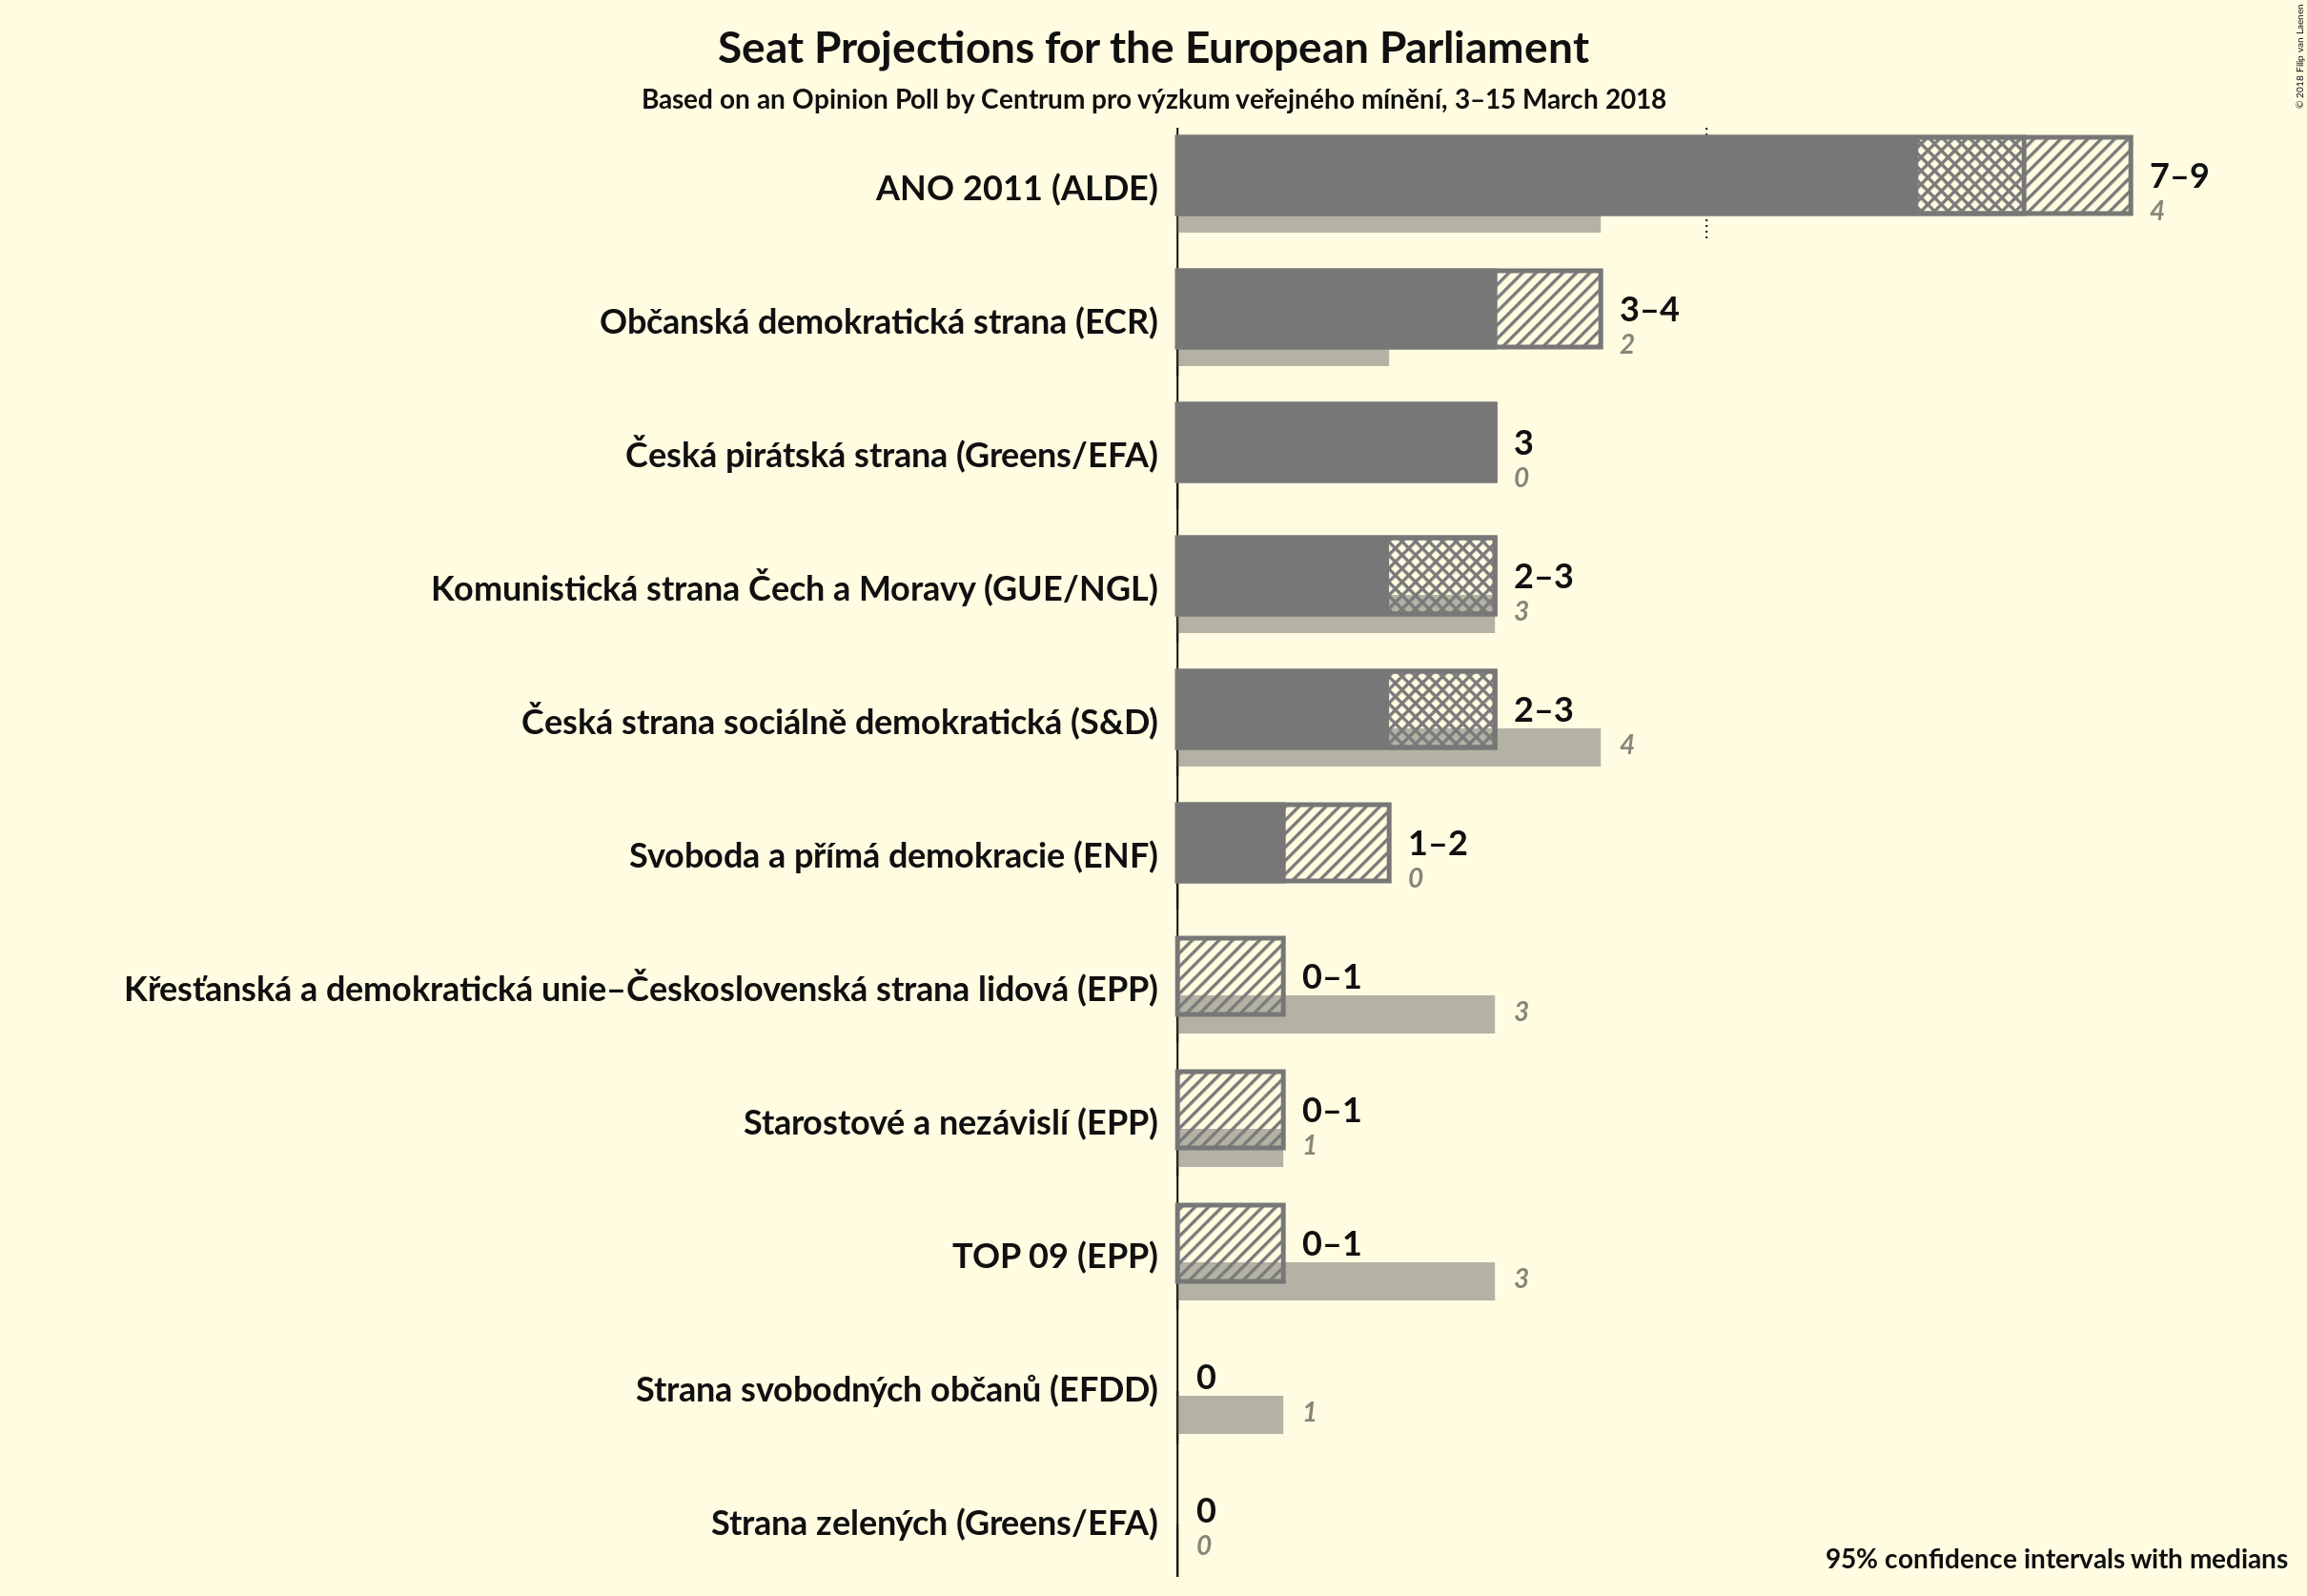 Seat Projections for the European Parliament
Based on an Opinion Poll by Centrum pro výzkum veřejného mínění, 3–15 March 2018
© 2018 Filip van Laenen
ANO 2011 (ALDE)
7–9
4
Občanská demokratická strana (ECR)
3–4
2
Česká pirátská strana (Greens/EFA)
3
0
Komunistická strana Čech a Moravy (GUE/NGL)
2–3
3
Česká strana sociálně demokratická (S&D)
2–3
4
Svoboda a přímá demokracie (ENF)
1–2
0
Křesťanská a demokratická unie–Československá strana lidová (EPP)
0–1
3
Starostové a nezávislí (EPP)
0–1
1
TOP 09 (EPP)
0–1
3
Strana svobodných občanů (EFDD)
0
1
Strana zelených (Greens/EFA)
0
0
95% confidence intervals with medians